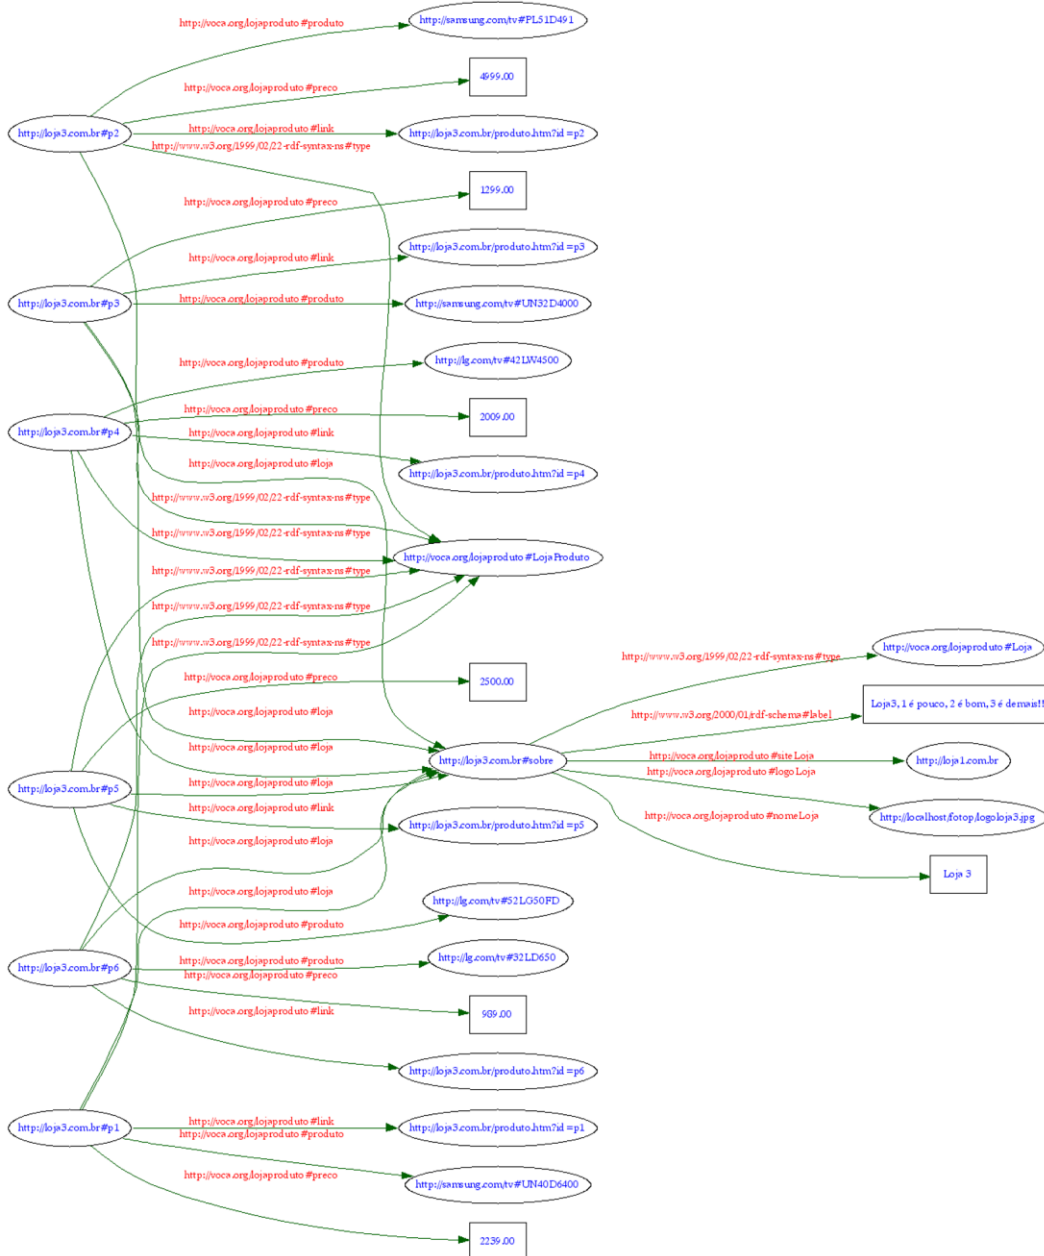 http://samsung.com/tv#PL51D491
http://voca.org/lojaproduto#produto
4999.00
http://voca.org/lojaproduto#preco
http://loja3.com.br#p2
http://voca.org/lojaproduto#link
http://loja3.com.br/produto.htm?id=p2
http://www.w3.org/1999/02/22-rdf-syntax-ns#type
1299.00
http://voca.org/lojaproduto#preco
http://loja3.com.br/produto.htm?id=p3
http://voca.org/lojaproduto#link
http://loja3.com.br#p3
http://voca.org/lojaproduto#produto
http://samsung.com/tv#UN32D4000
http://lg.com/tv#42LW4500
http://voca.org/lojaproduto#produto
http://voca.org/lojaproduto#preco
2009.00
http://loja3.com.br#p4
http://voca.org/lojaproduto#link
http://voca.org/lojaproduto#loja
http://loja3.com.br/produto.htm?id=p4
http://www.w3.org/1999/02/22-rdf-syntax-ns#type
http://www.w3.org/1999/02/22-rdf-syntax-ns#type
http://voca.org/lojaproduto#LojaProduto
http://www.w3.org/1999/02/22-rdf-syntax-ns#type
http://www.w3.org/1999/02/22-rdf-syntax-ns#type
http://www.w3.org/1999/02/22-rdf-syntax-ns#type
http://voca.org/lojaproduto#Loja
http://www.w3.org/1999/02/22-rdf-syntax-ns#type
http://voca.org/lojaproduto#preco
2500.00
Loja3, 1 é pouco, 2 é bom, 3 é demais!!
http://voca.org/lojaproduto#loja
http://www.w3.org/2000/01/rdf-schema#label
http://voca.org/lojaproduto#loja
http://loja3.com.br#sobre
http://voca.org/lojaproduto#siteLoja
http://loja1.com.br
http://voca.org/lojaproduto#logoLoja
http://loja3.com.br#p5
http://voca.org/lojaproduto#loja
http://voca.org/lojaproduto#link
http://voca.org/lojaproduto#nomeLoja
http://localhost/fotop/logoloja3.jpg
http://loja3.com.br/produto.htm?id=p5
http://voca.org/lojaproduto#loja
Loja 3
http://voca.org/lojaproduto#loja
http://lg.com/tv#52LG50FD
http://voca.org/lojaproduto#produto
http://lg.com/tv#32LD650
http://voca.org/lojaproduto#produto
http://loja3.com.br#p6
http://voca.org/lojaproduto#preco
989.00
http://voca.org/lojaproduto#link
http://loja3.com.br/produto.htm?id=p6
http://voca.org/lojaproduto#link
http://loja3.com.br#p1
http://loja3.com.br/produto.htm?id=p1
http://voca.org/lojaproduto#produto
http://voca.org/lojaproduto#preco
http://samsung.com/tv#UN40D6400
2239.00